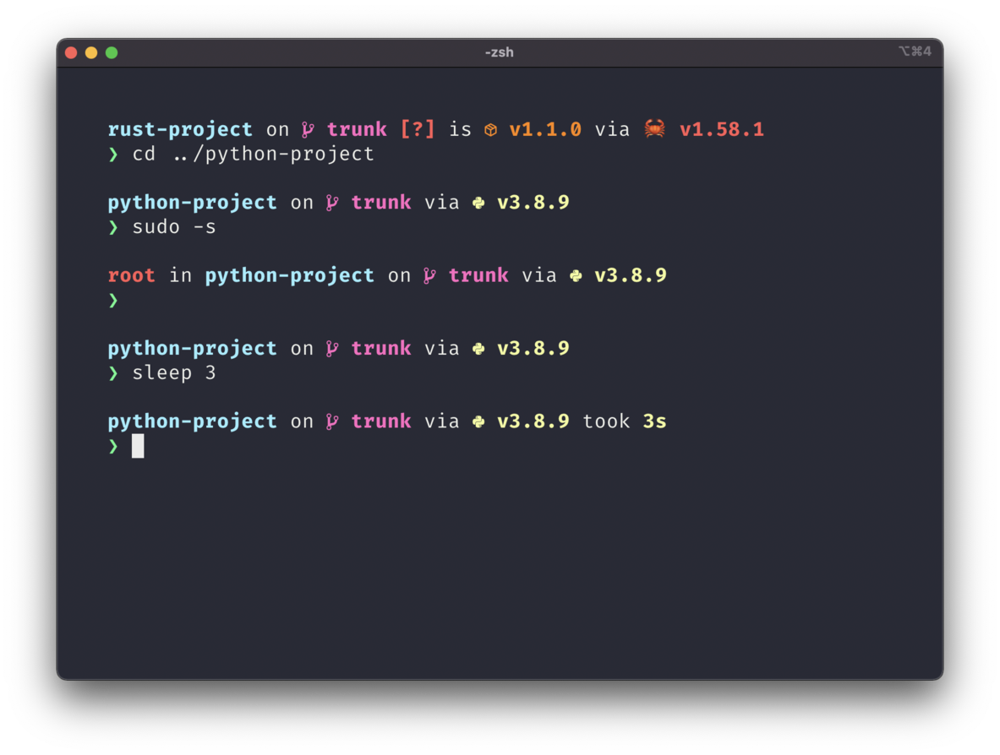 -zsh
⌥⌘4
rust-project on trunk [?] is 📦 v1.1.0 via 🦀 v1.58.1
❯ cd ../python-project
python-project on trunk via v3.8.9
❯ sudo -s
root in python-project on trunk via v3.8.9
❯
python-project on trunk via v3.8.9
❯ sleep 3
python-project on trunk via v3.8.9 took 3s
❯